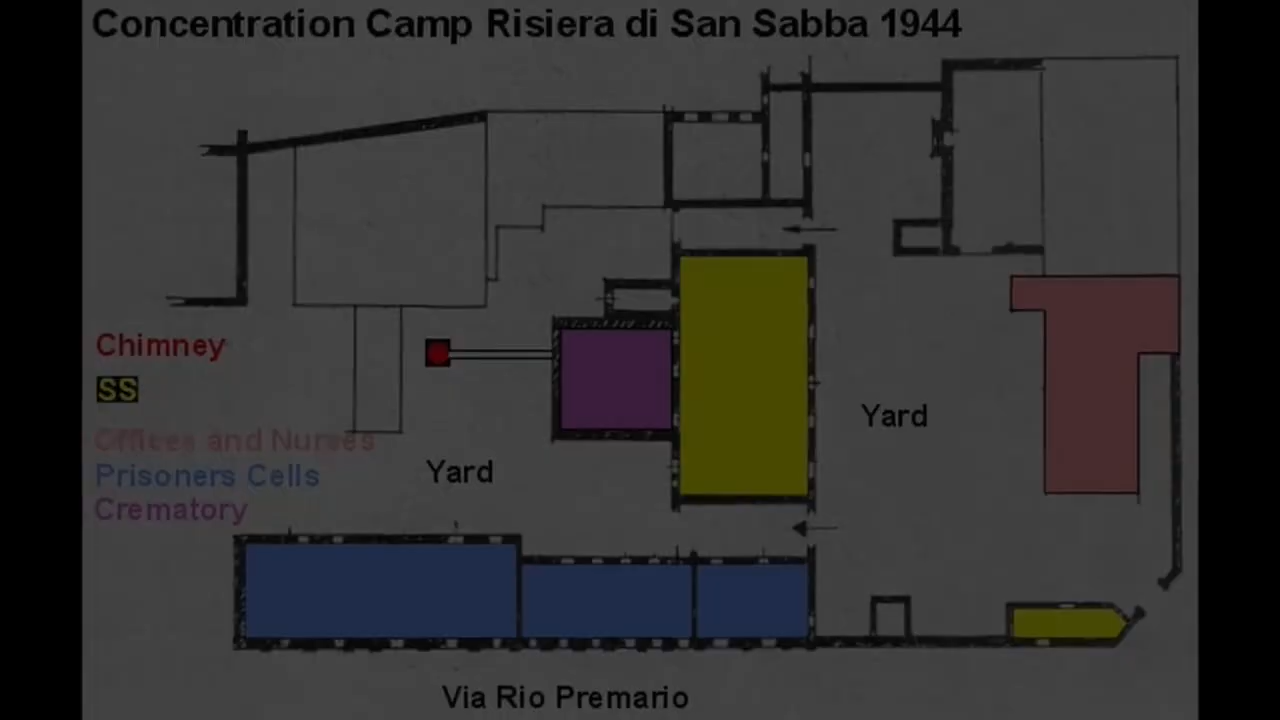 Concentration Camp Risiera di San Sabba 1944
Chimney
SS
Offices and Nurses
Prisoners Cells
Crematory
Yard
Yard
Via Rio Premario